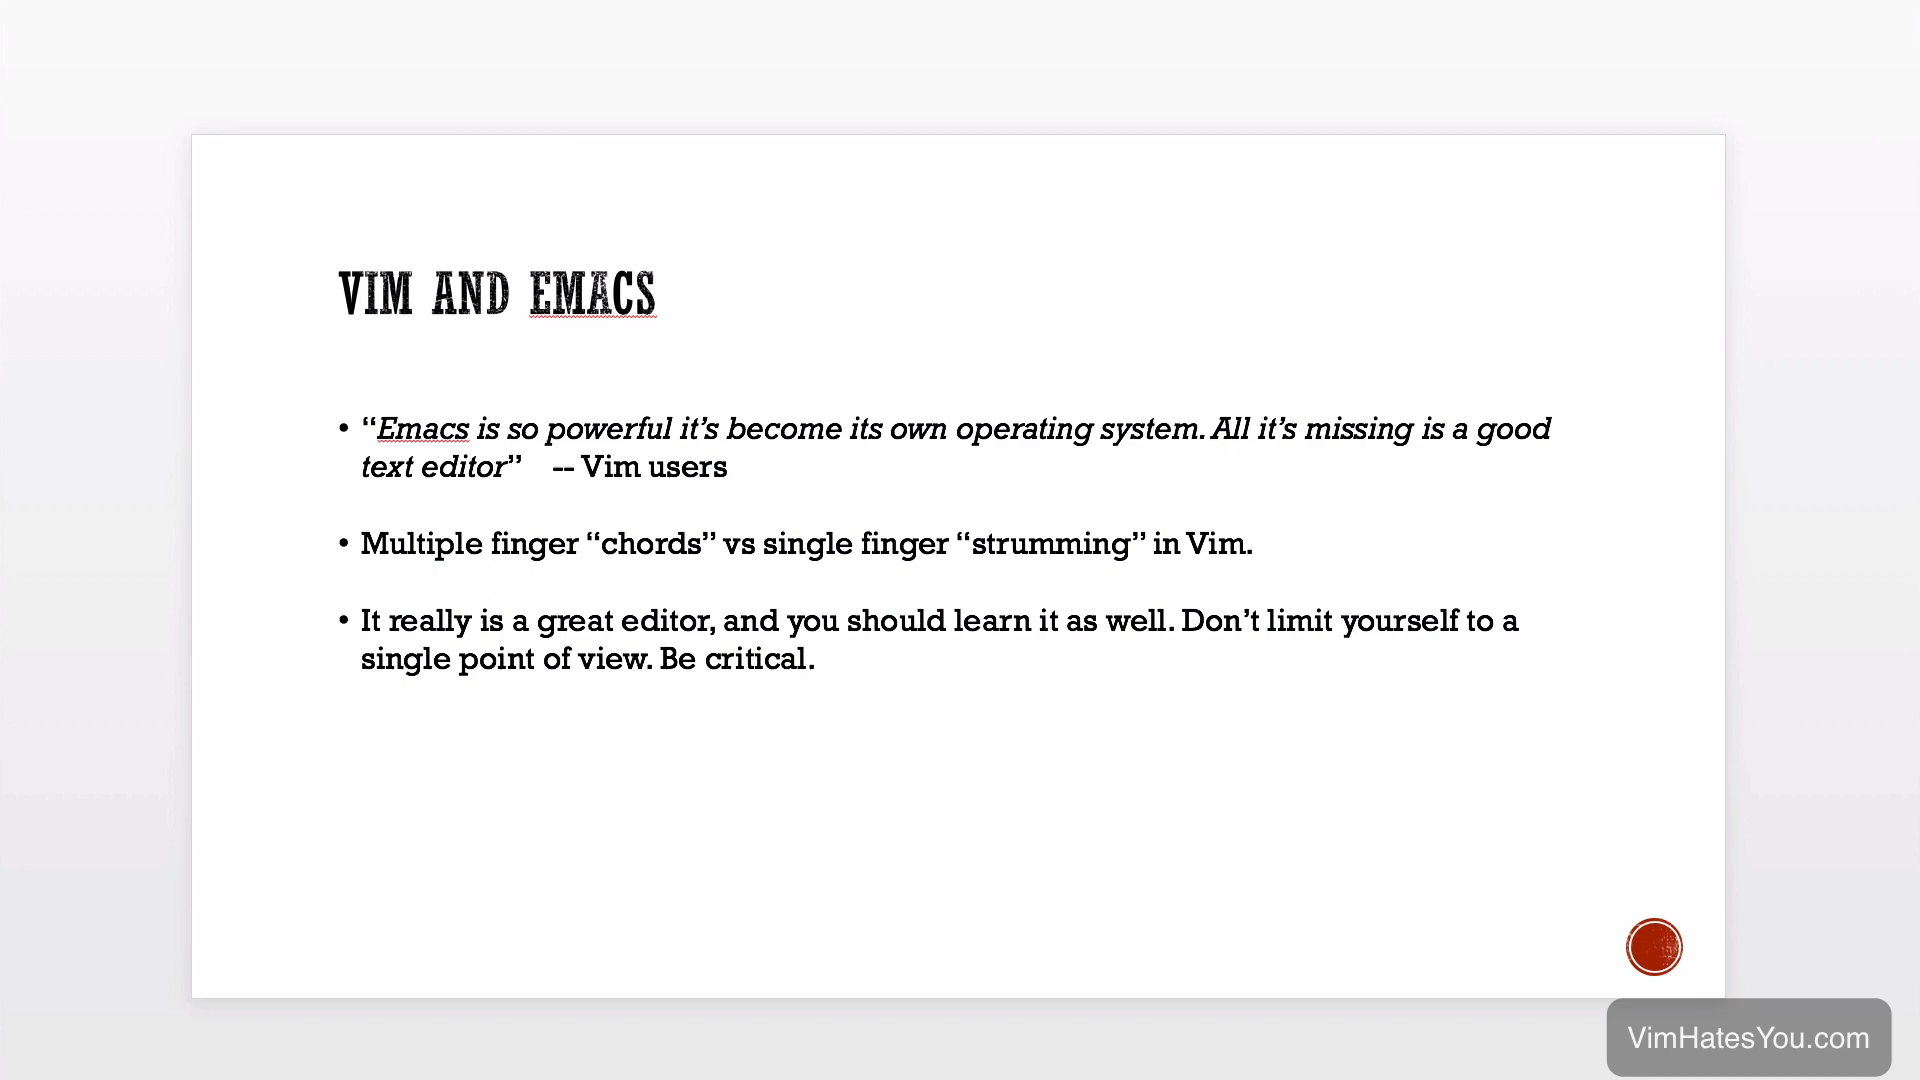 VIM AND EMACS
• “Emacs is so powerful it’s become its own operating system. All it’s missing is a good
text editor” -- Vim users
• Multiple finger “chords” vs single finger “strumming” in Vim.
• It really is a great editor, and you should learn it as well. Don’t limit yourself to a
single point of view. Be critical.
VimHatesYou.com